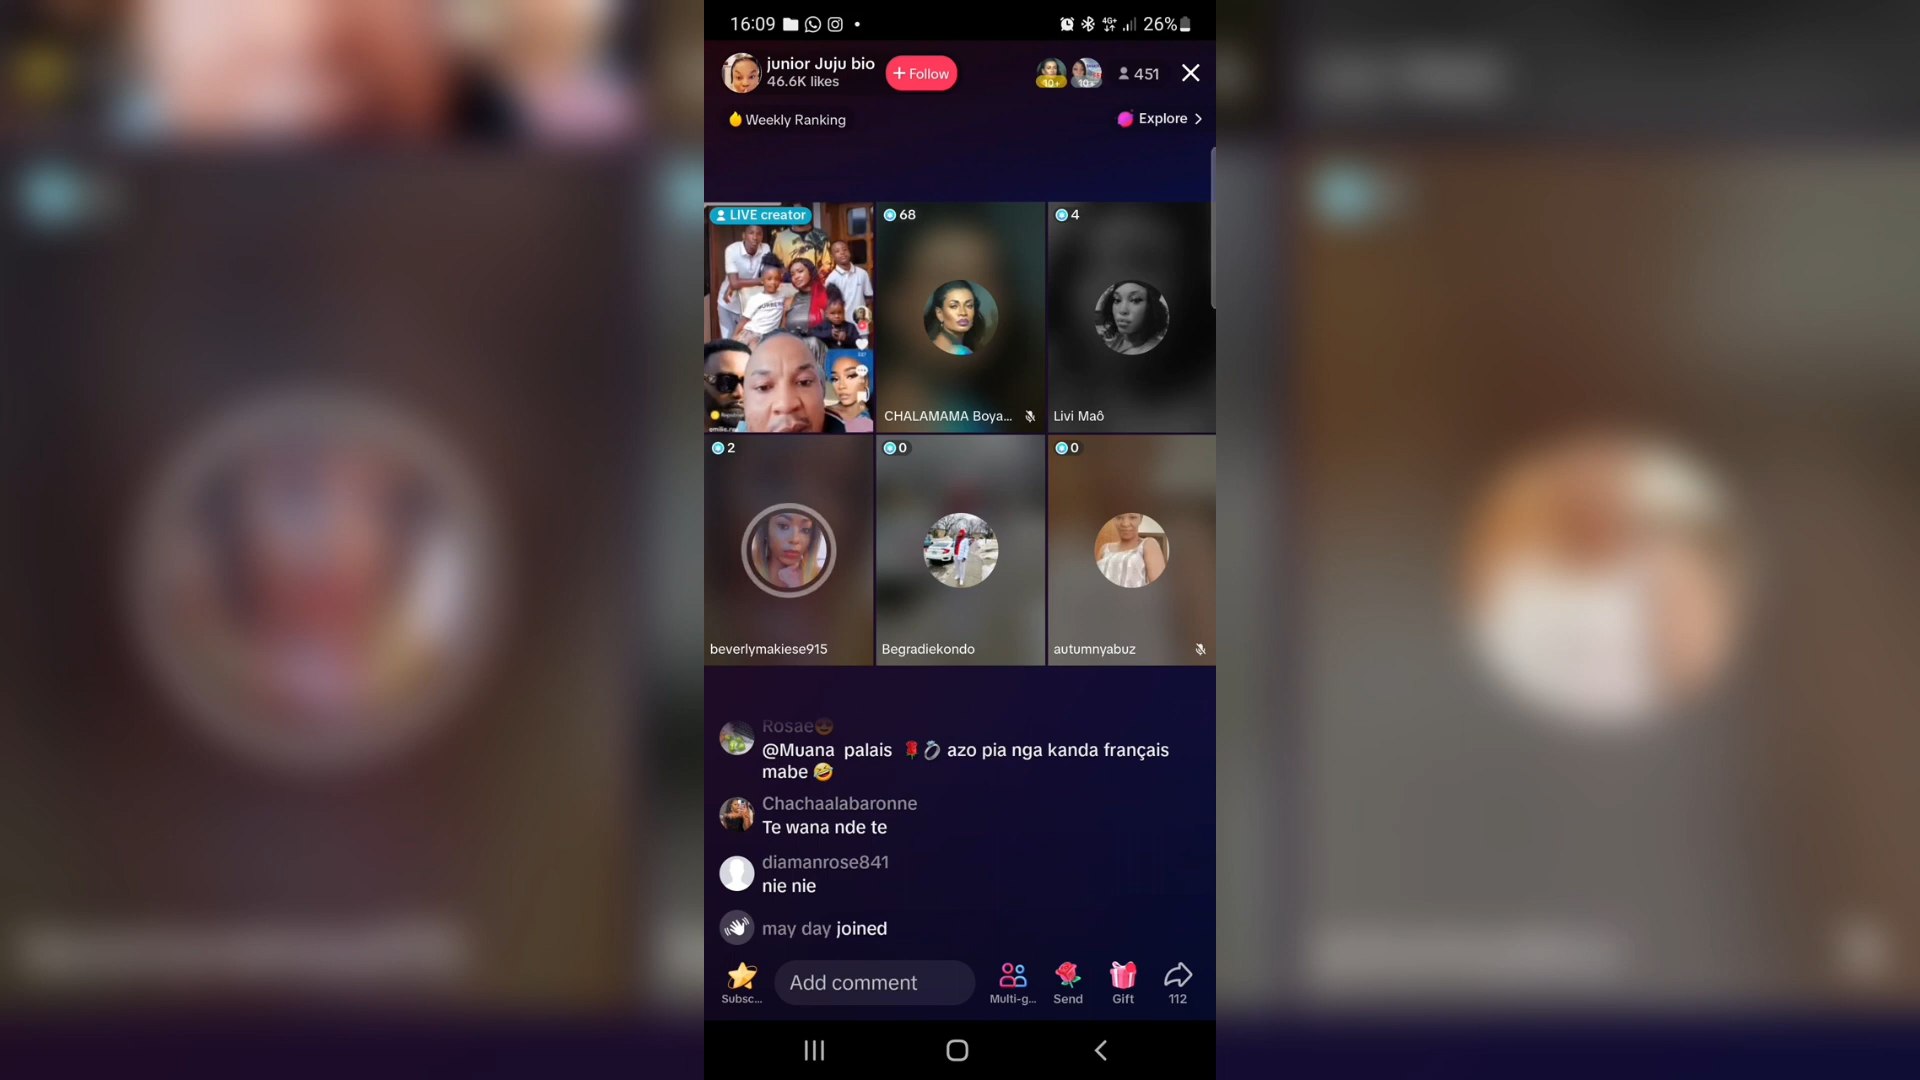 16:09
26%
junior Juju bio
46.6K likes
+ Follow
10+
10+
451
Weekly Ranking
Explore >
LIVE creator
68
4
CHALAMAMA Boya...
Livi Maô
2
0
0
beverlymakiese915
Begradiekondo
autumnyabuz
Rosae🤩
@Muana palais 🌹💍 azo pia nga kanda français
mabe 🤣
Chachaalabaronne
Te wana nde te
diamanrose841
nie nie
may day joined
Add comment
Subsc...
Multi-g...
Send
Gift
112